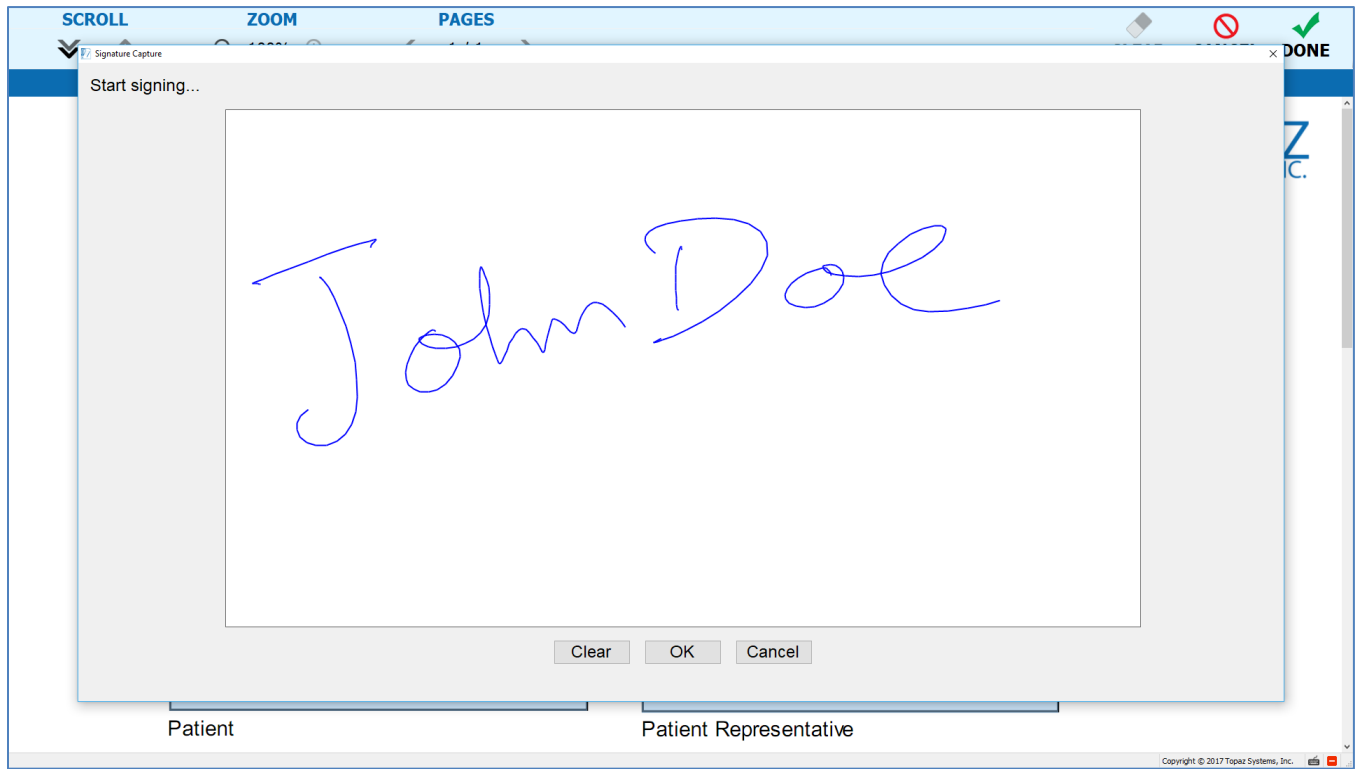 SCROLL ZOOM PAGES
DONE
Signature Capture
Start signing...
Z
IC.
John Doe
Clear OK Cancel
Patient Patient Representative
Copyright © 2017 Topaz Systems, Inc.